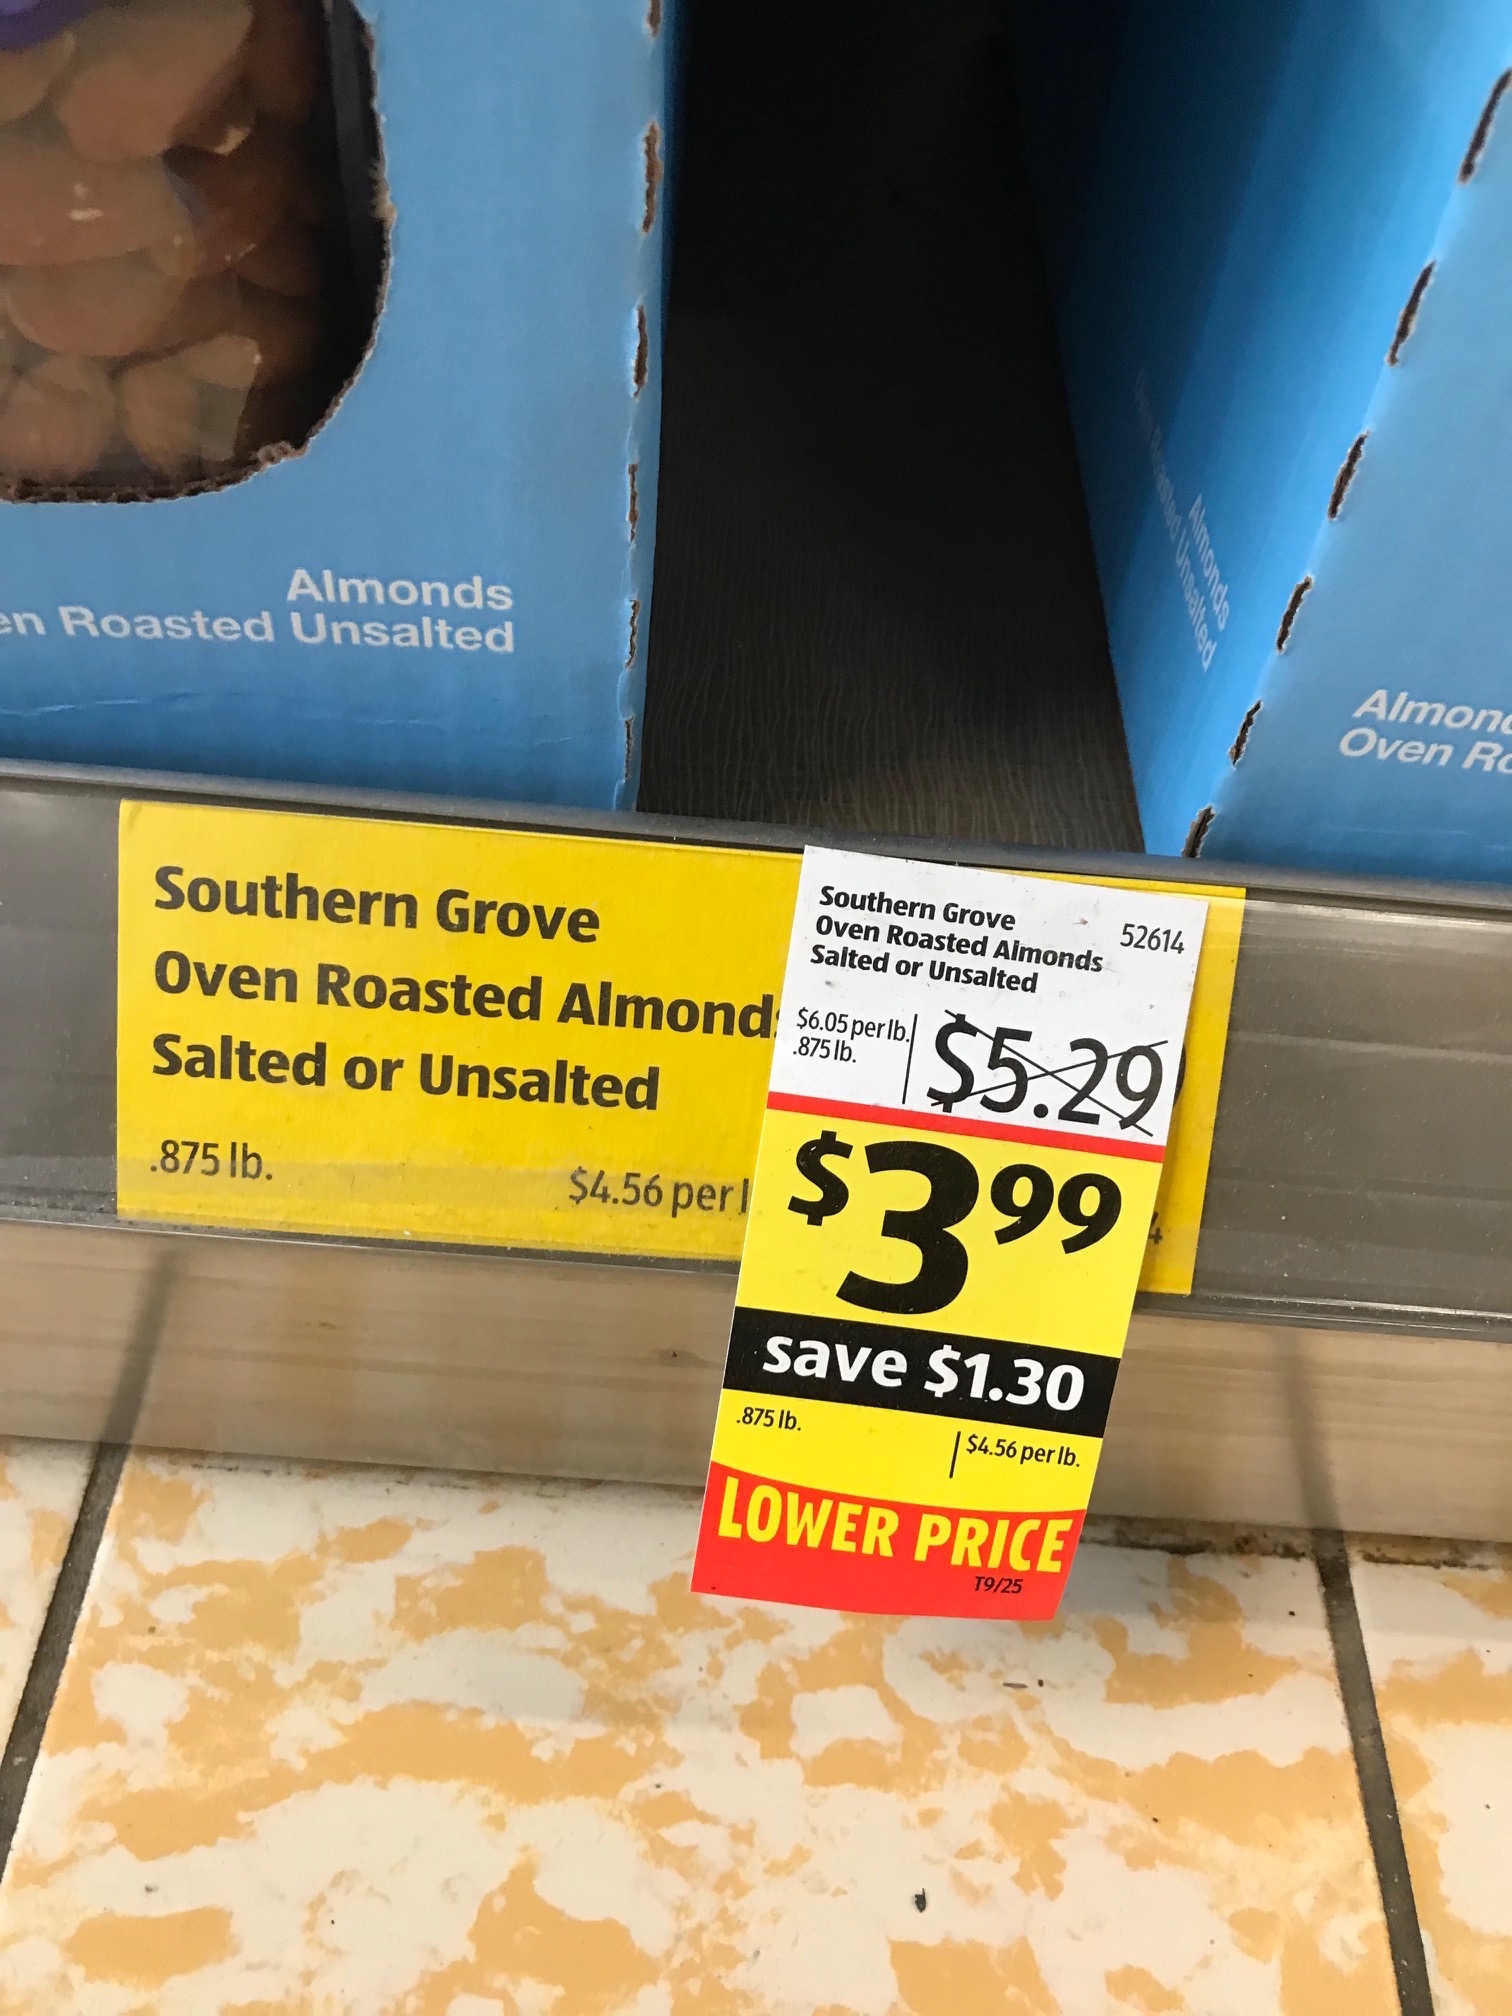 Almonds
en Roasted Unsalted
Almonds
Roasted Unsalted
Almon
Oven Ro
Southern Grove
Oven Roasted Almonds
Salted or Unsalted
.875 lb.
$4.56 per l
4
Southern Grove
Oven Roasted Almonds
Salted or Unsalted
52614
$6.05 per lb.
.875 lb.
$5.29
$3.99
save $1.30
.875 lb.
$4.56 per lb.
LOWER PRICE
T9/25